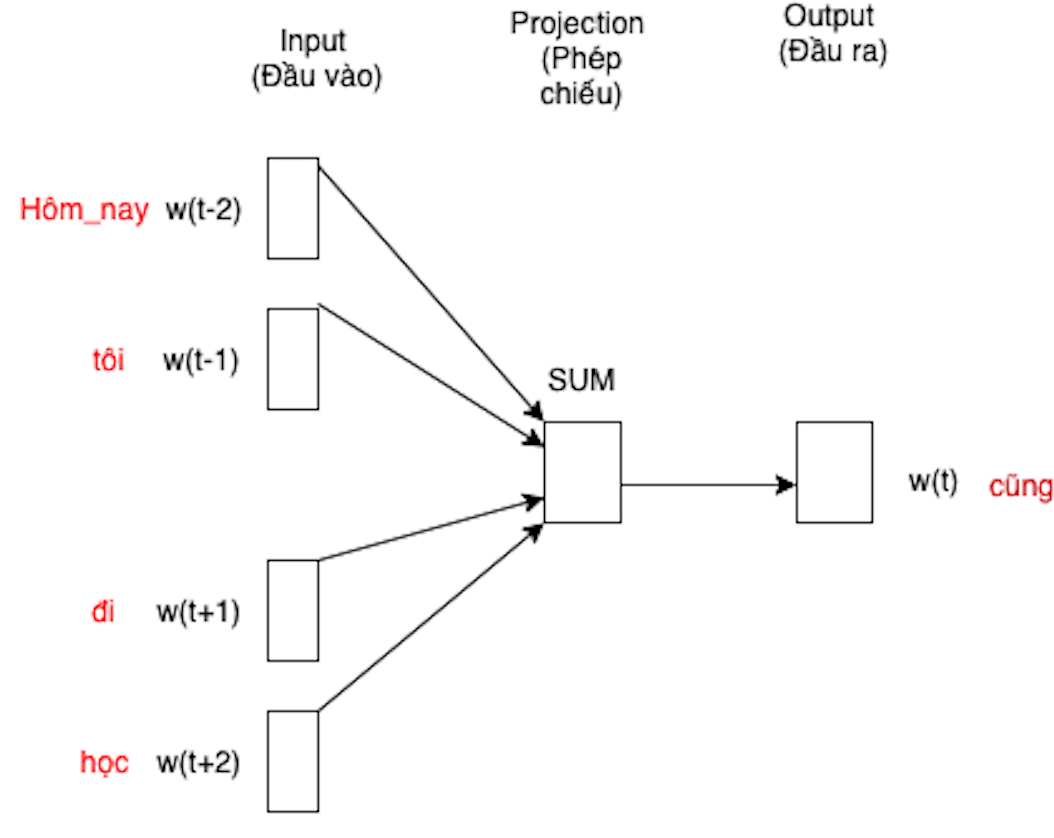 Input
(Đầu vào)
Projection
(Phép
chiếu)
Output
(Đầu ra)
Hôm_nay w(t-2)
tôi w(t-1)
SUM
w(t) cũng
đi w(t+1)
học w(t+2)